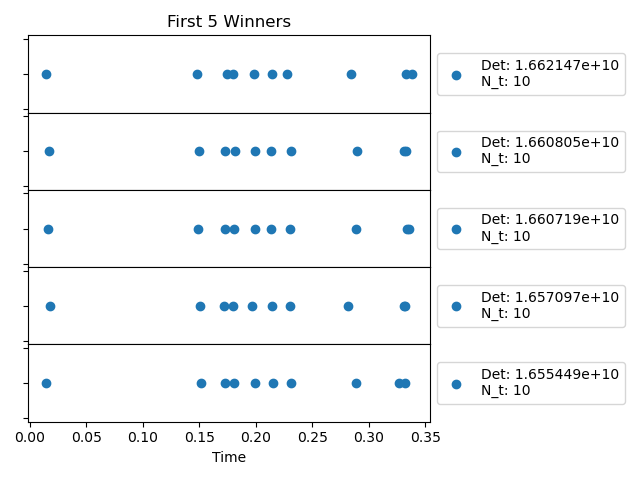 First 5 Winners
Det: 1.662147e+10
N_t: 10
Det: 1.660805e+10
N_t: 10
Det: 1.660719e+10
N_t: 10
Det: 1.657097e+10
N_t: 10
Det: 1.655449e+10
N_t: 10
0.00 0.05 0.10 0.15 0.20 0.25 0.30 0.35
Time